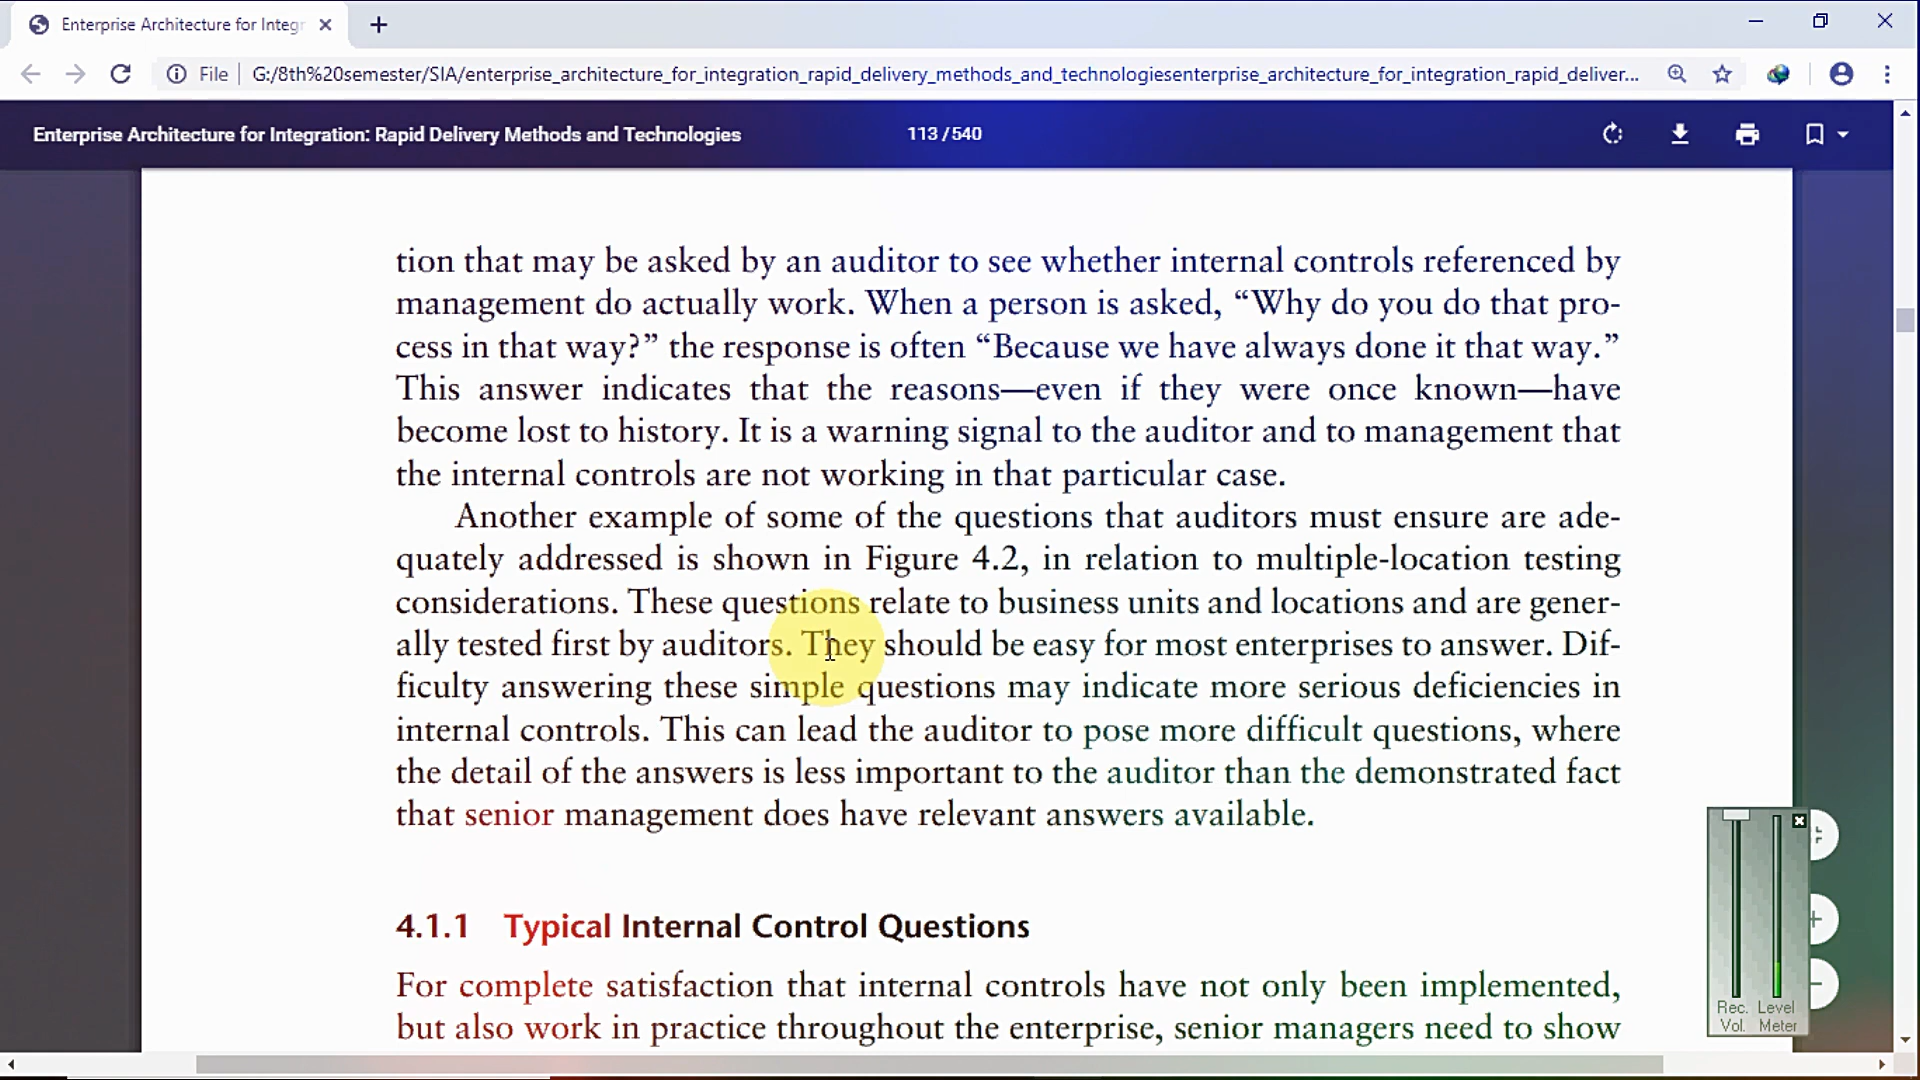 Enterprise Architecture for Integr
File
G:/8th%20semester/SIA/enterprise_architecture_for_integration_rapid_delivery_methods_and_technologiesenterprise_architecture_for_integration_rapid_deliver...
Enterprise Architecture for Integration: Rapid Delivery Methods and Technologies
113 / 540
tion that may be asked by an auditor to see whether internal controls referenced by
management do actually work. When a person is asked, “Why do you do that pro-
cess in that way?” the response is often “Because we have always done it that way.”
This answer indicates that the reasons—even if they were once known—have
become lost to history. It is a warning signal to the auditor and to management that
the internal controls are not working in that particular case.
Another example of some of the questions that auditors must ensure are ade-
quately addressed is shown in Figure 4.2, in relation to multiple-location testing
considerations. These questions relate to business units and locations and are gener-
ally tested first by auditors. They should be easy for most enterprises to answer. Dif-
ficulty answering these simple questions may indicate more serious deficiencies in
internal controls. This can lead the auditor to pose more difficult questions, where
the detail of the answers is less important to the auditor than the demonstrated fact
that senior management does have relevant answers available.
4.1.1 Typical Internal Control Questions
For complete satisfaction that internal controls have not only been implemented,
but also work in practice throughout the enterprise, senior managers need to show
Rec. Level
Vol. Meter